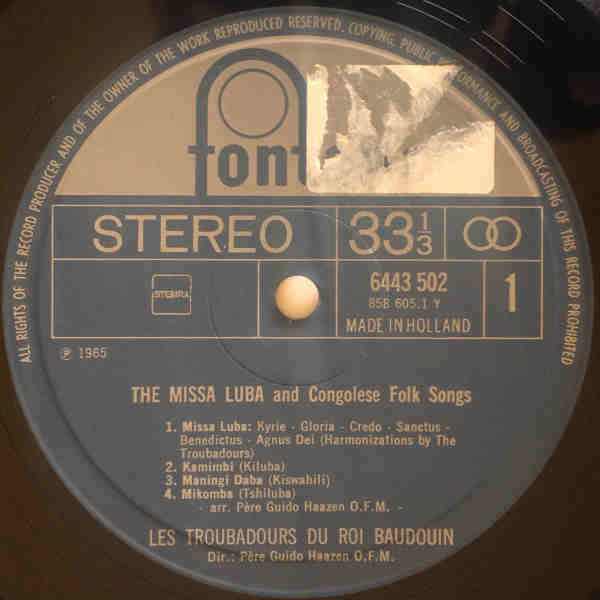 ALL RIGHTS OF THE RECORD PRODUCER AND OF THE OWNER OF THE WORK REPRODUCED RESERVED. COPYING, PUBLIC PERFORMANCE AND BROADCASTING OF THIS RECORD PROHIBITED
font
STEREO
33 1/3
STEMRA
6443 502
858 605.1 Y
MADE IN HOLLAND
1
℗ 1965
THE MISSA LUBA and Congolese Folk Songs
1. Missa Luba: Kyrie - Gloria - Credo - Sanctus -
Benedictus - Agnus Dei (Harmonizations by The
Troubadours)
2. Kamimbi (Kiluba)
3. Maningi Daba (Kiswahili)
4. Mikomba (Tshiluba)
- arr. Père Guido Haazen O.F.M. -
LES TROUBADOURS DU ROI BAUDOUIN
Dir.: Père Guido Haazen O.F.M.